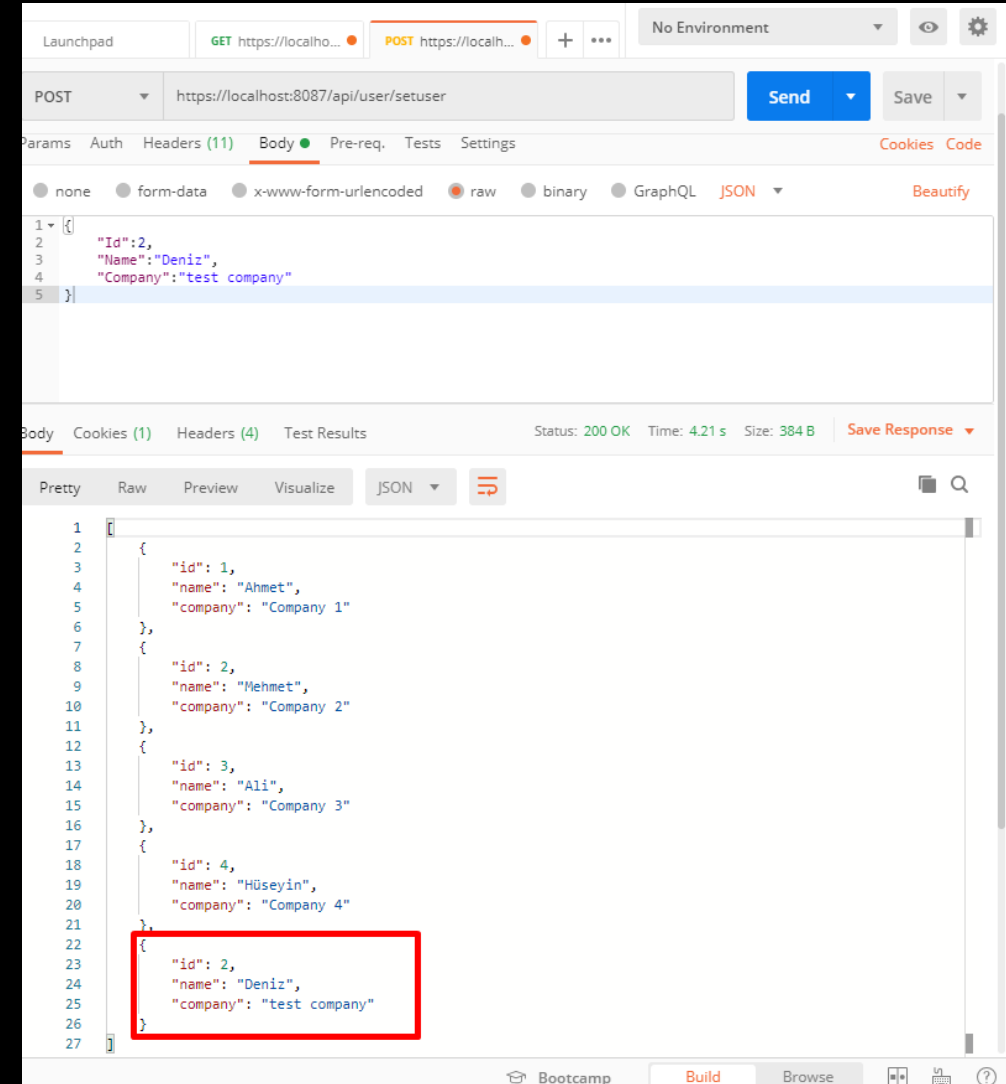 Launchpad GET https://localho... POST https://localh... + ••• No Environment
POST https://localhost:8087/api/user/setuser Send Save
Params Auth Headers (11) Body Pre-req. Tests Settings Cookies Code
none form-data x-www-form-urlencoded raw binary GraphQL JSON Beautify
1 {
2 "Id":2,
3 "Name":"Deniz",
4 "Company":"test company"
5 }
Body Cookies (1) Headers (4) Test Results Status: 200 OK Time: 4.21 s Size: 384 B Save Response
Pretty Raw Preview Visualize JSON
1 [
2 {
3 "id": 1,
4 "name": "Ahmet",
5 "company": "Company 1"
6 },
7 {
8 "id": 2,
9 "name": "Mehmet",
10 "company": "Company 2"
11 },
12 {
13 "id": 3,
14 "name": "Ali",
15 "company": "Company 3"
16 },
17 {
18 "id": 4,
19 "name": "Hüseyin",
20 "company": "Company 4"
21 },
22 {
23 "id": 2,
24 "name": "Deniz",
25 "company": "test company"
26 }
27 ]
Bootcamp Build Browse ?